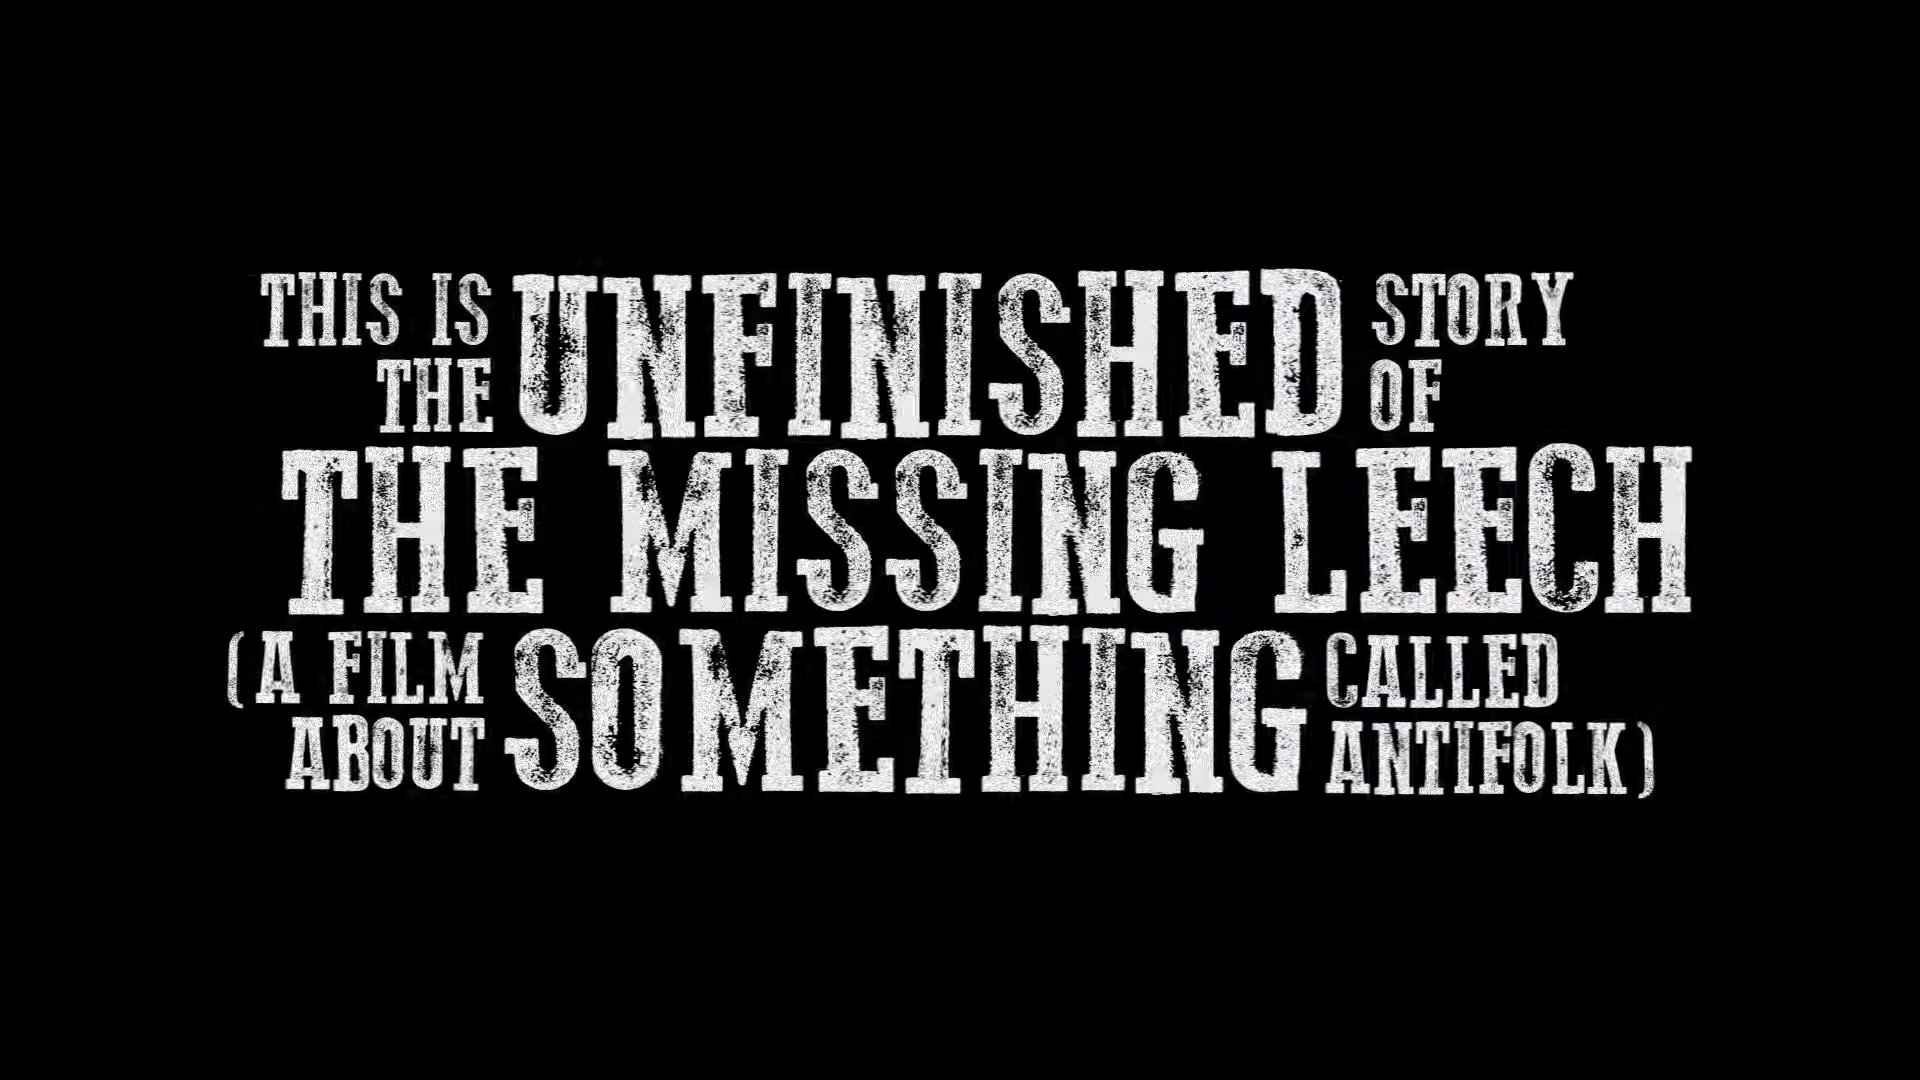 THIS IS THE UNFINISHED STORY OF
THE MISSING LEECH
(A FILM ABOUT SOMETHING CALLED ANTIFOLK)